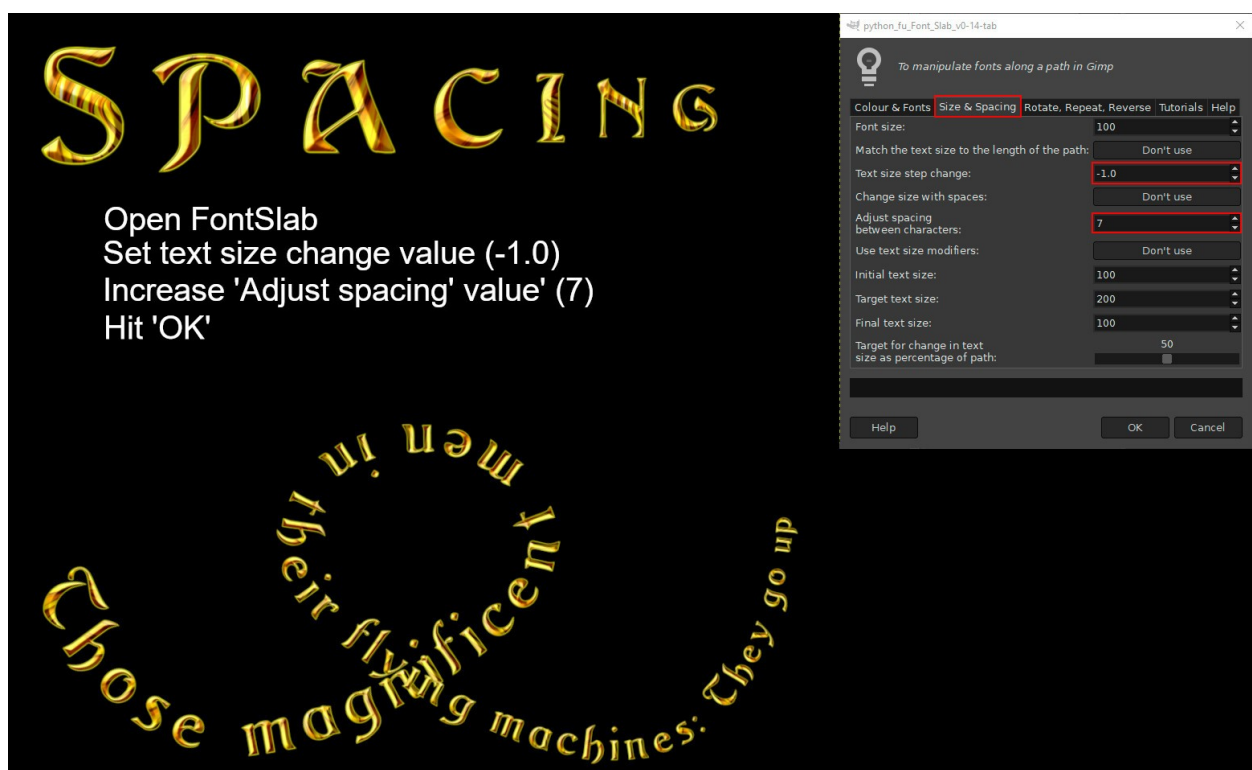 SPACING
Open FontSlab
Set text size change value (-1.0)
Increase 'Adjust spacing' value' (7)
Hit 'OK'
Those magnificent men in their flying machines: They go up
python_fu_Font_Slab_v0-14-tab
To manipulate fonts along a path in Gimp
Colour & Fonts Size & Spacing Rotate, Repeat, Reverse Tutorials Help
Font size: 100
Match the text size to the length of the path: Don't use
Text size step change: -1.0
Change size with spaces: Don't use
Adjust spacing
between characters: 7
Use text size modifiers: Don't use
Initial text size: 100
Target text size: 200
Final text size: 100
Target for change in text
size as percentage of path: 50
Help OK Cancel